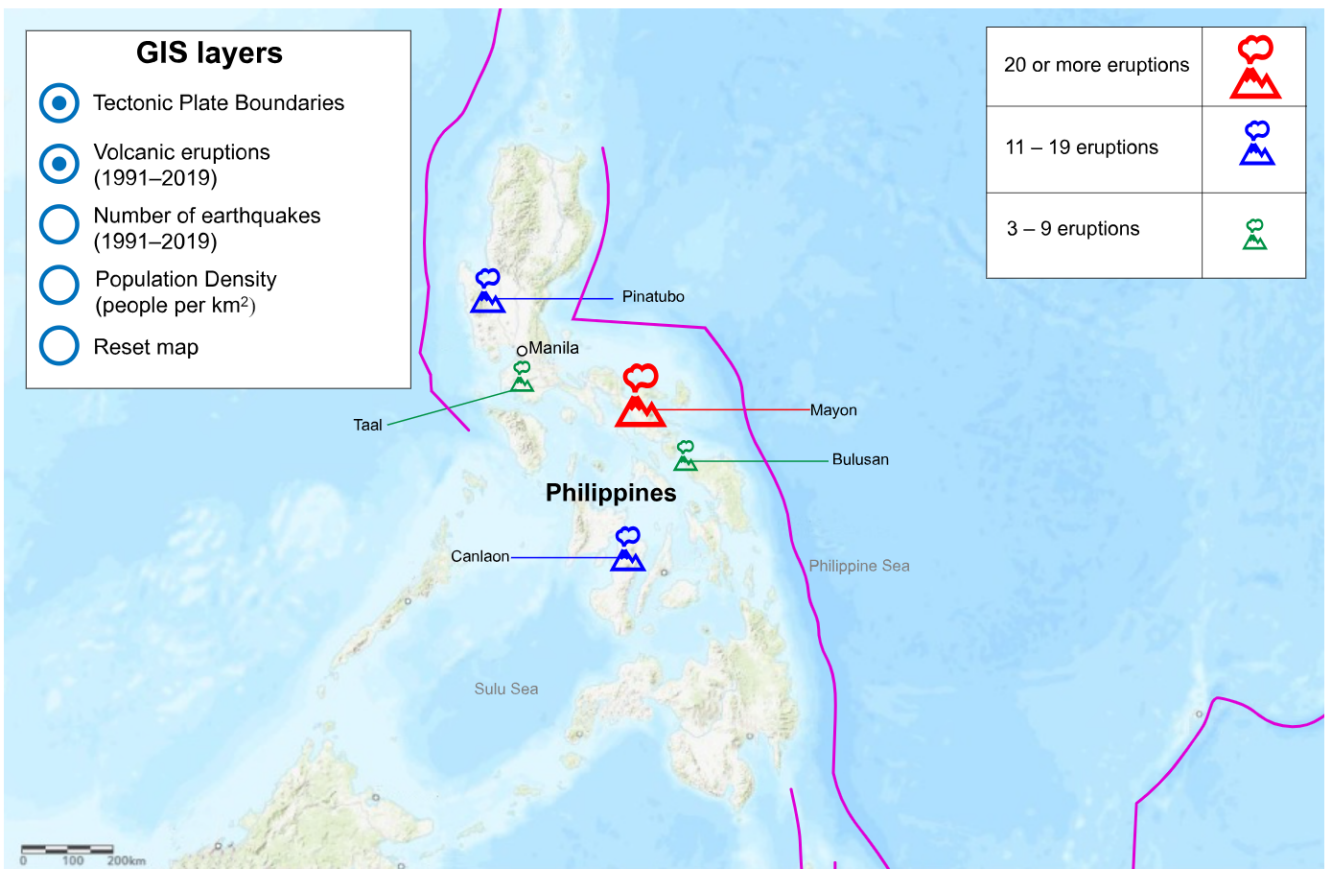 GIS layers
Tectonic Plate Boundaries
Volcanic eruptions
(1991–2019)
Number of earthquakes
(1991–2019)
Population Density
(people per km²)
Reset map
20 or more eruptions
11 – 19 eruptions
3 – 9 eruptions
Pinatubo
Manila
Taal
Mayon
Bulusan
Philippines
Canlaon
Philippine Sea
Sulu Sea
0 100 200km